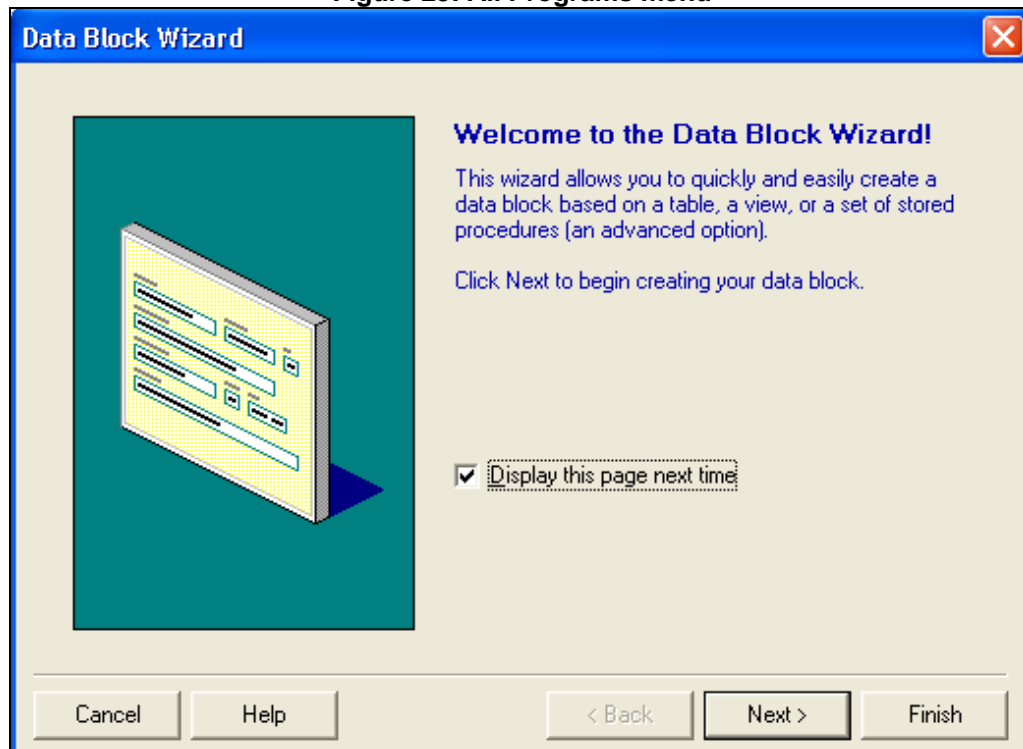 Data Block Wizard
Welcome to the Data Block Wizard!
This wizard allows you to quickly and easily create a
data block based on a table, a view, or a set of stored
procedures (an advanced option).
Click Next to begin creating your data block.
Display this page next time
Cancel
Help
< Back
Next >
Finish